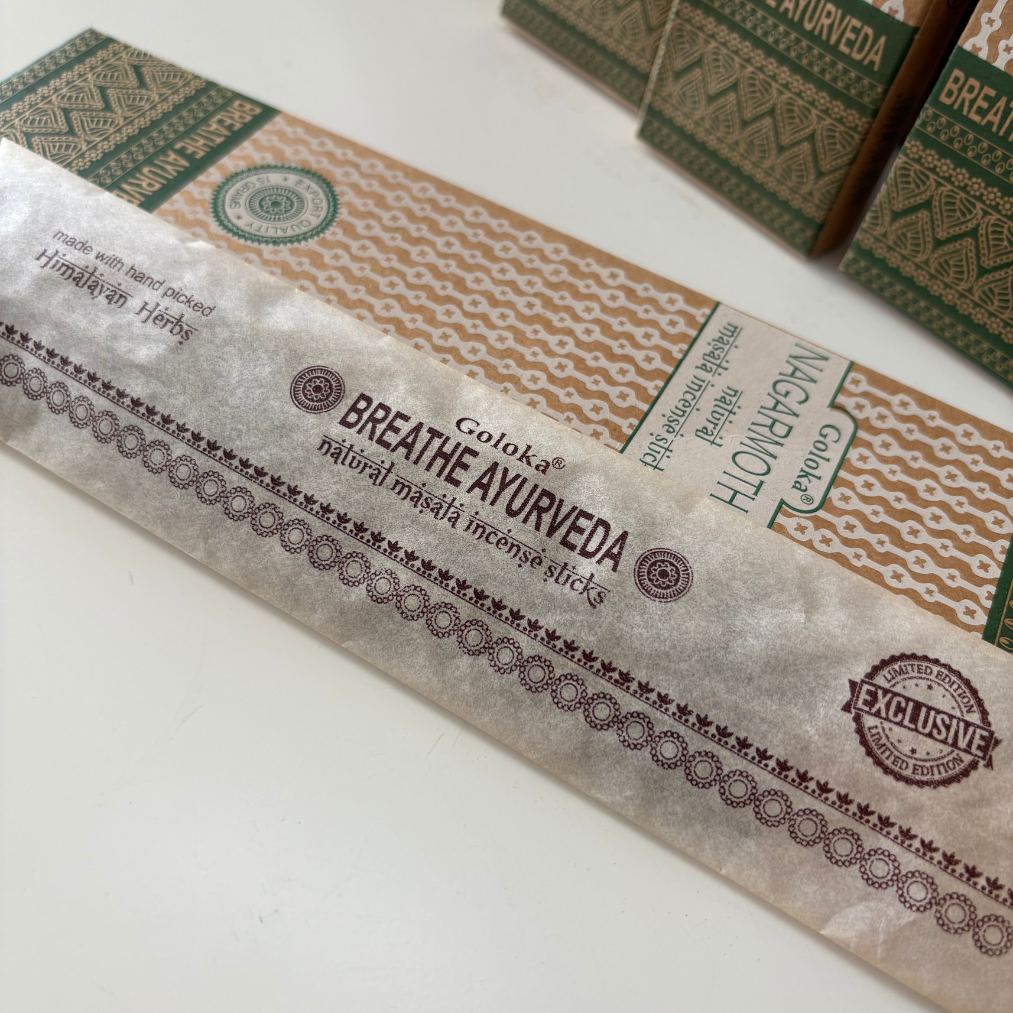 BREATHE AYURVEDA
BREATHE AYURV
EXPORT QUALITY
made with hand picked
Himalayan Herbs
Goloka®
BREATHE AYURVEDA
natural masala incense sticks
Goloka®
NAGARMOTH
natural
masala incense stick
LIMITED EDITION
EXCLUSIVE
LIMITED EDITION
AYURVEDA